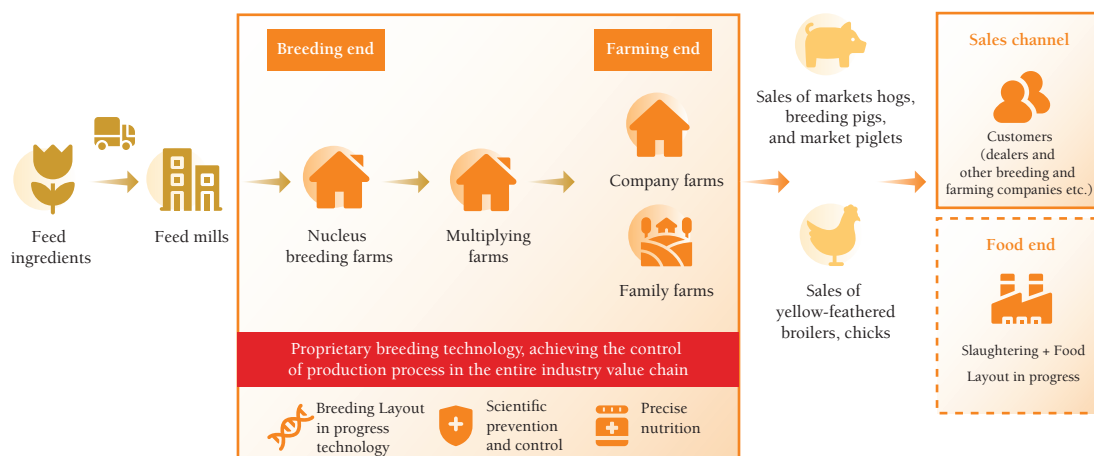 Feed
ingredients
Feed mills
Breeding end
Nucleus
breeding farms
Multiplying
farms
Farming end
Company farms
Family farms
Proprietary breeding technology, achieving the control
of production process in the entire industry value chain
Breeding Layout
in progress
technology
Scientific
prevention
and control
Precise
nutrition
Sales of markets hogs,
breeding pigs,
and market piglets
Sales of
yellow-feathered
broilers, chicks
Sales channel
Customers
(dealers and
other breeding and
farming companies etc.)
Food end
Slaughtering + Food
Layout in progress